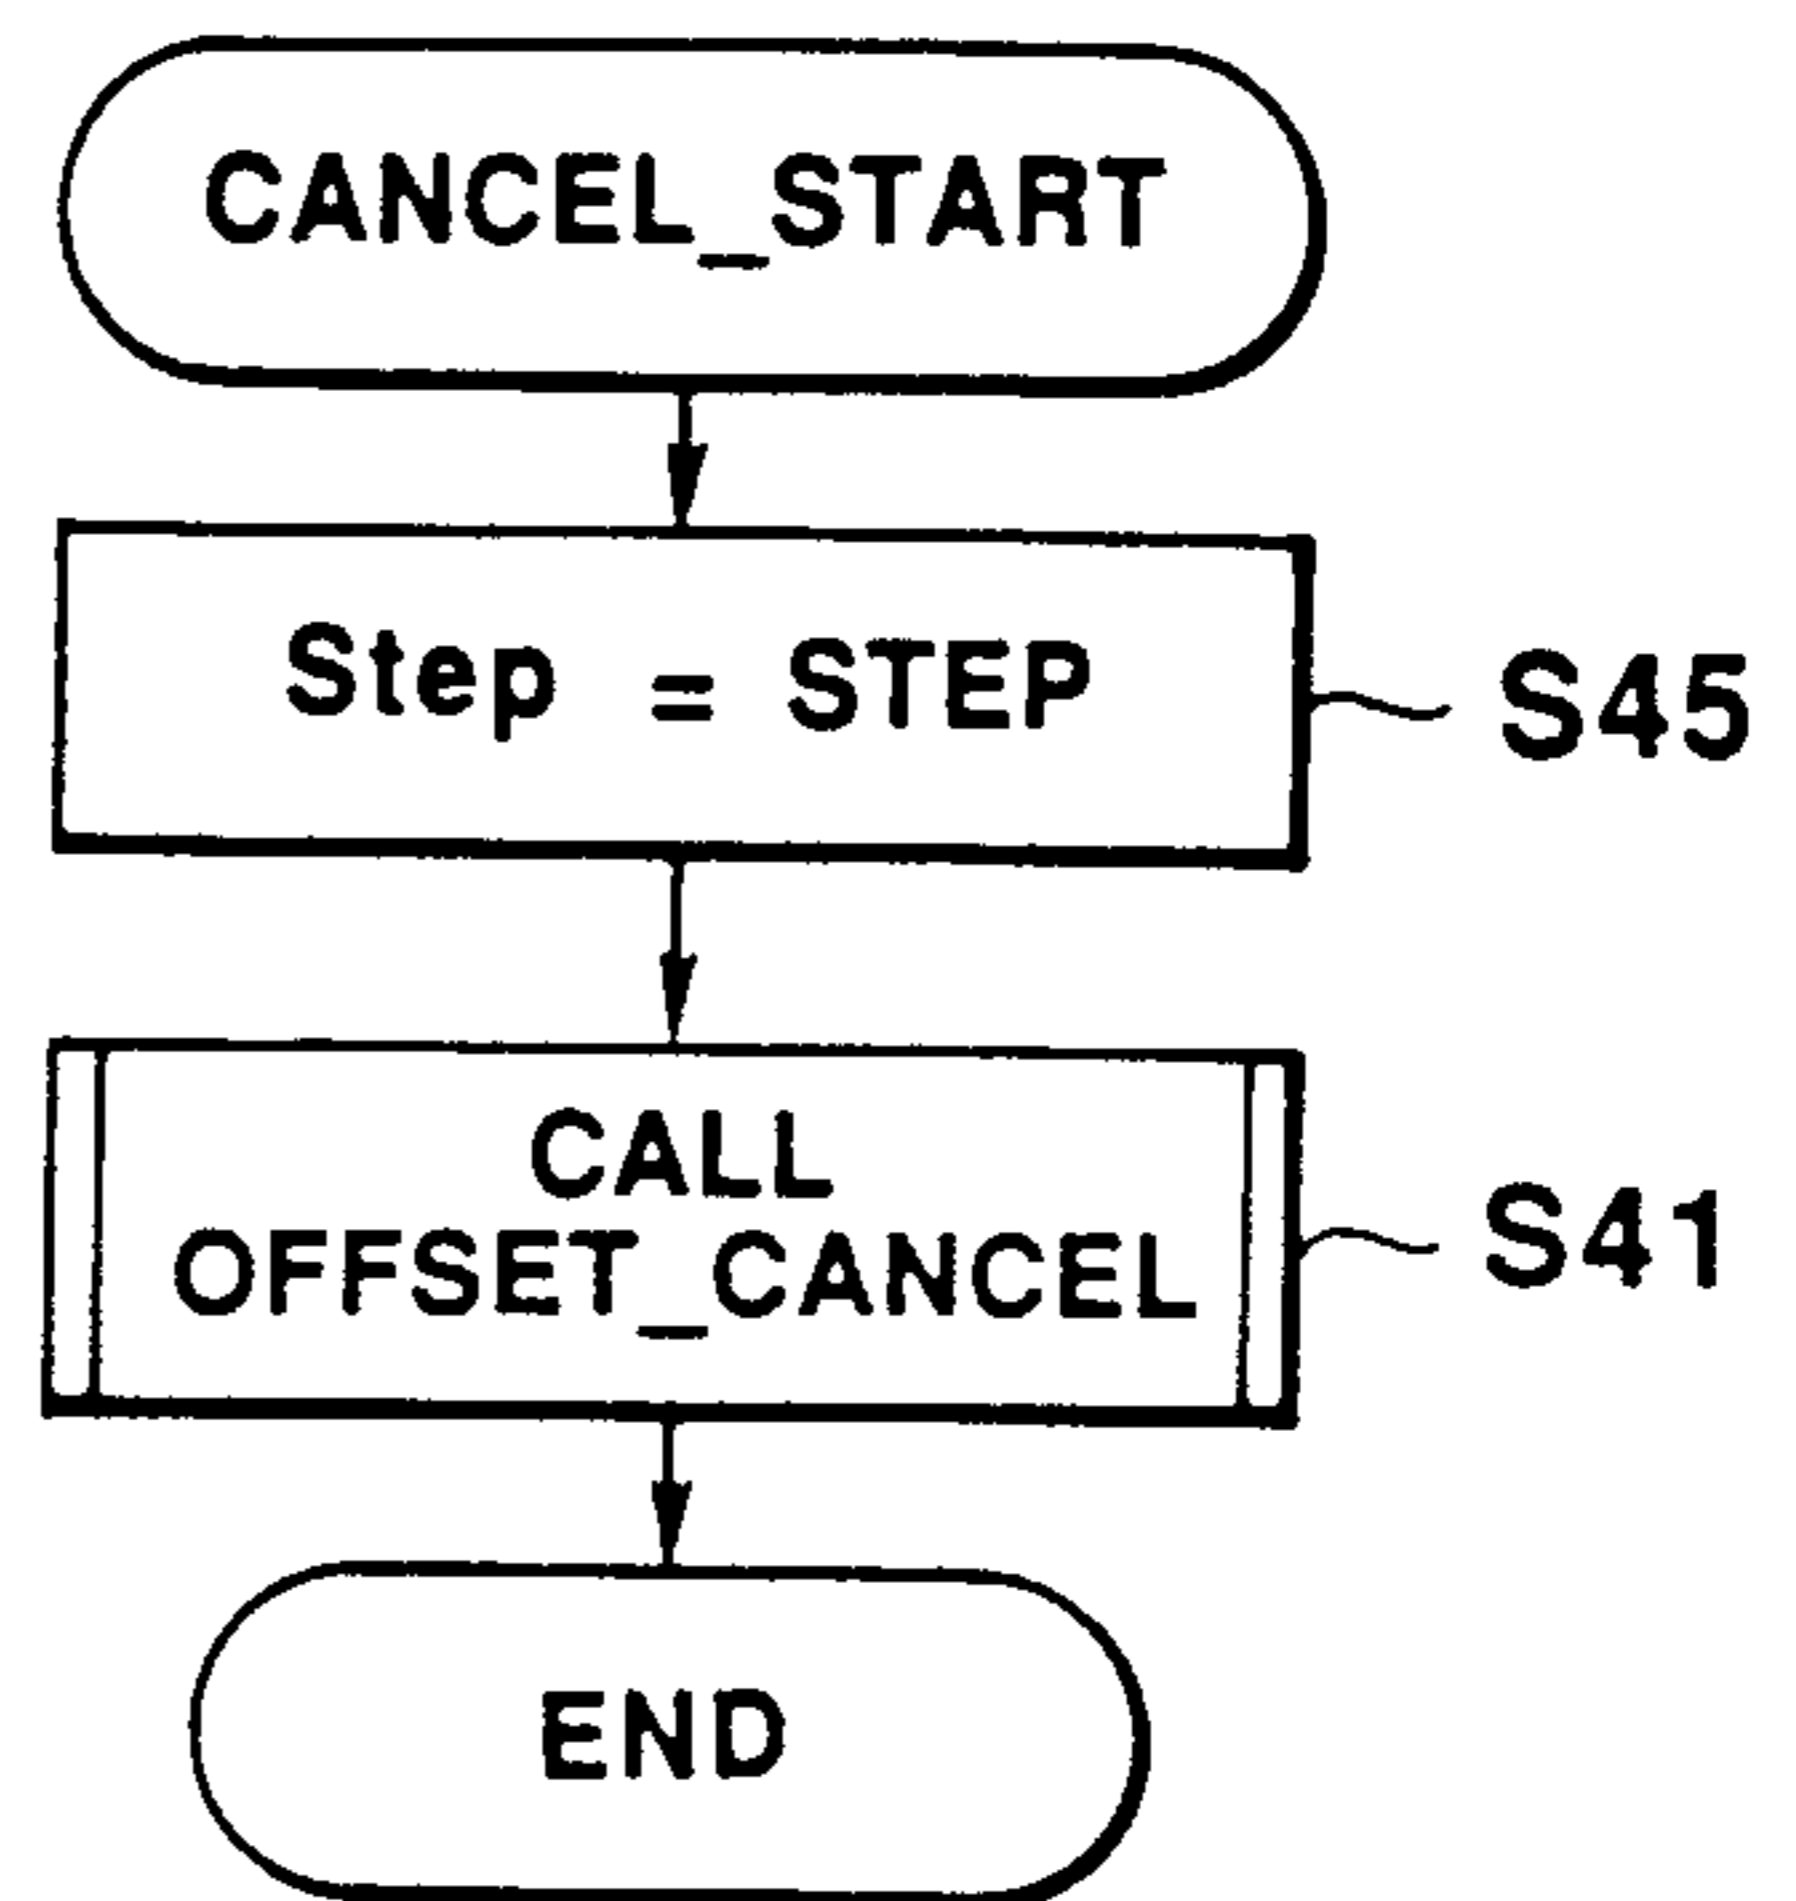 CANCEL_START
Step = STEP
S45
CALL
OFFSET_CANCEL
S41
END